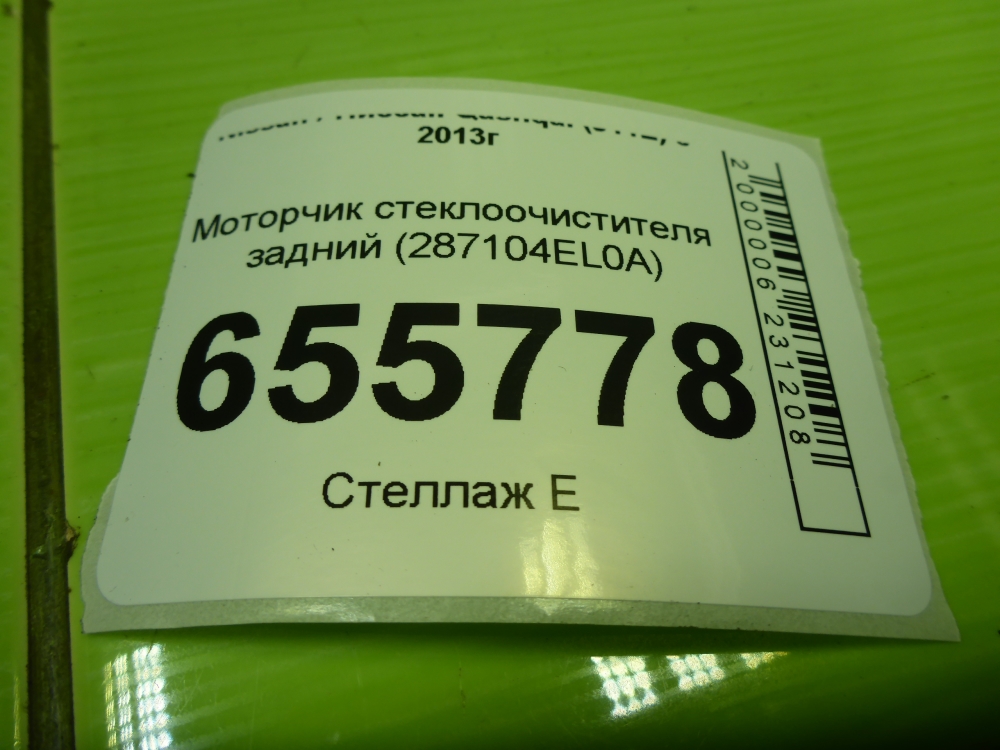 2013г
Моторчик стеклоочистителя
задний (287104EL0A)
655778
Стеллаж Е
2000006231208